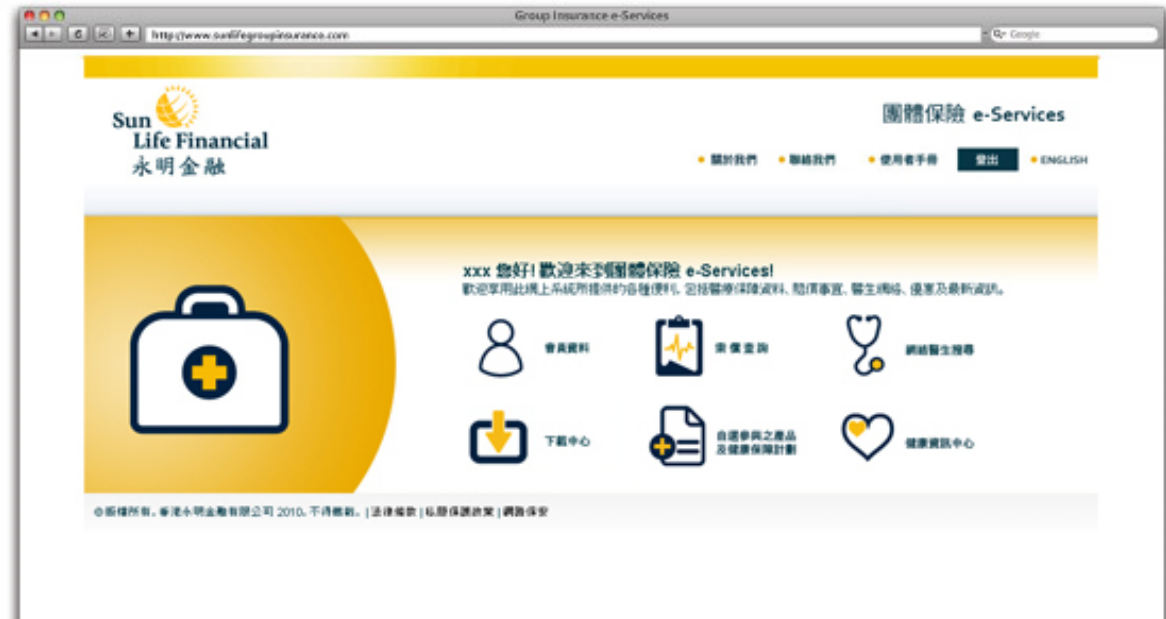 Group Insurance e-Services
http://www.sunlifegroupinsurance.com
Google
Sun
Life Financial
永明金融
團體保險 e-Services
關於我們
聯絡我們
使用者手冊
登出
ENGLISH
xxx 您好! 歡迎來到團體保險 e-Services!
歡迎享用此網上系統所提供的各種便利, 包括醫療保障資料、賠償事宜、醫生網絡、優惠及最新資訊。
會員資料
索償查詢
網絡醫生搜尋
下載中心
自選參與之產品
及健康保障計劃
健康資訊中心
©版權所有。香港永明金融有限公司 2010。不得轉載。 | 法律條款 | 私隱保護政策 | 網路保安